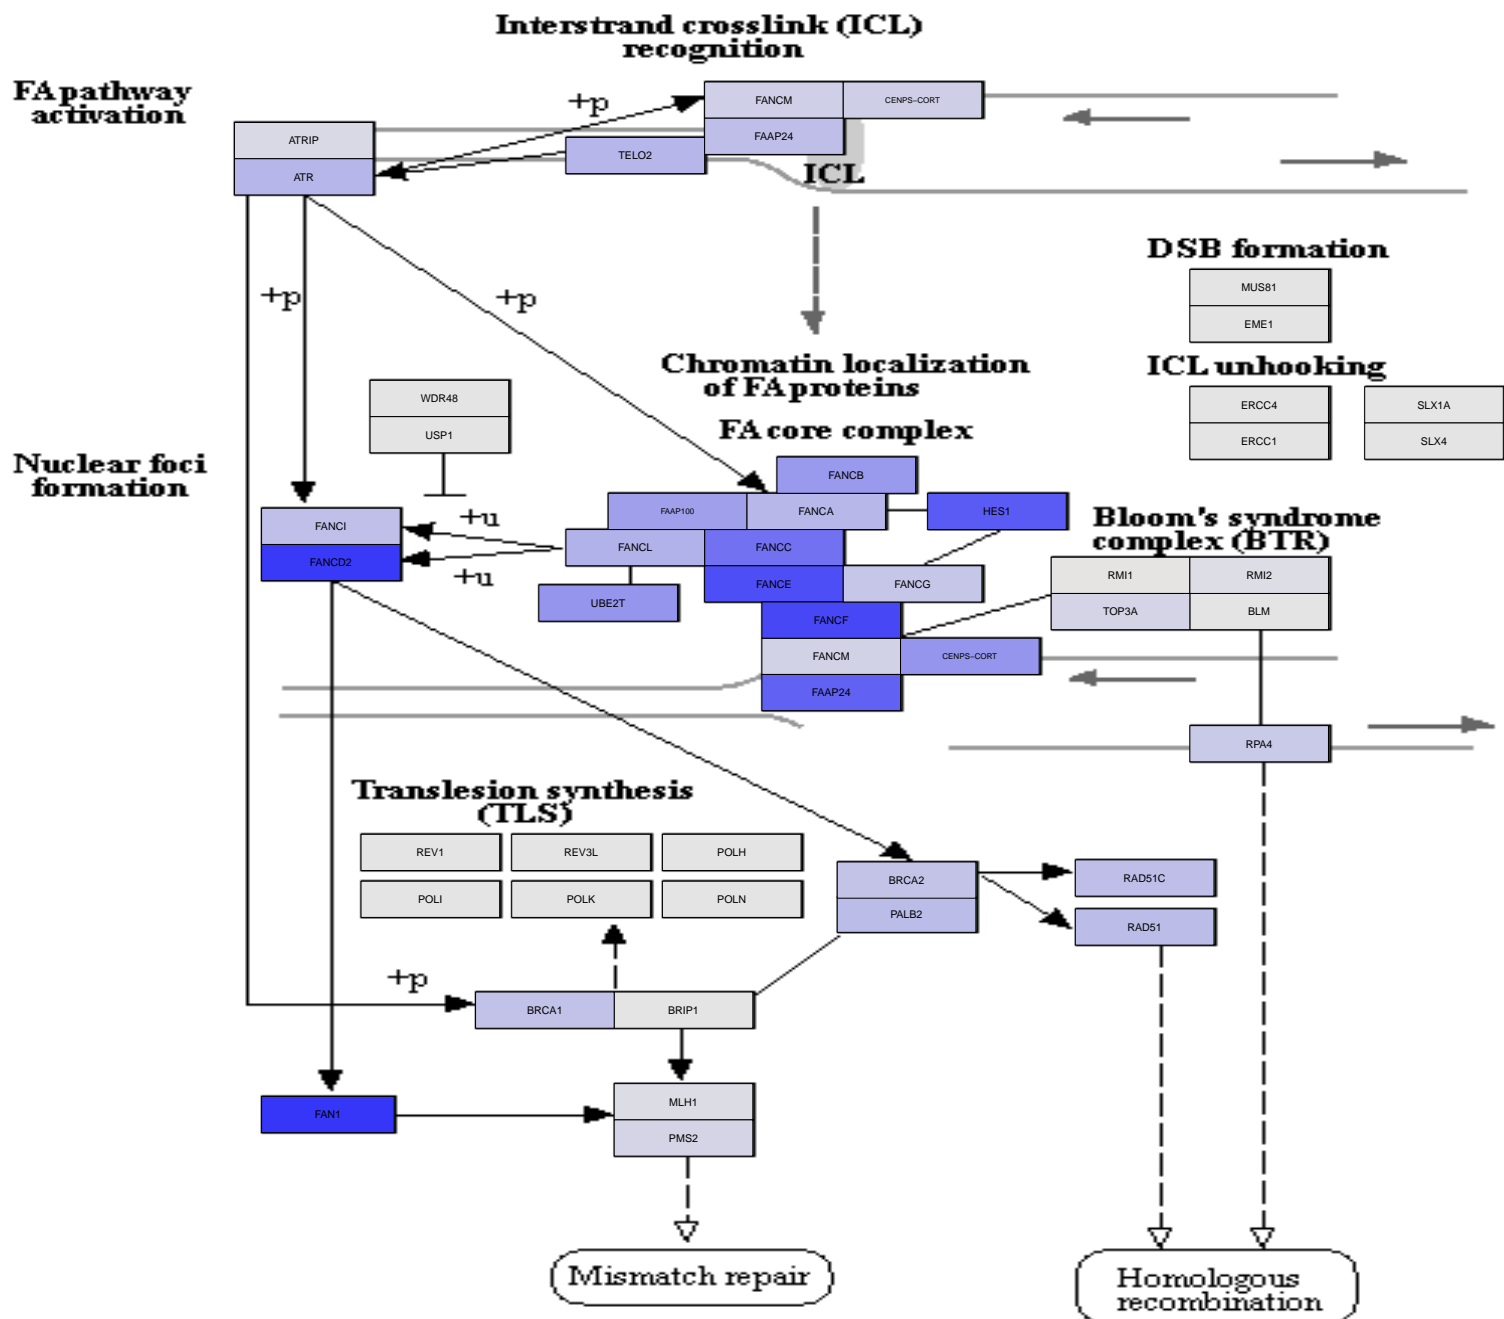 Interstrand crosslink (ICL)
recognition
FA pathway
activation
+p
FANCM
CENPS-CORT
ATRIP
FAAP24
TELO2
ATR
ICL
DSB formation
MUS81
EME1
+p
+p
Chromatin localization
of FA proteins
ICL unhooking
WDR48
USP1
ERCC4
SLX1A
ERCC1
SLX4
FA core complex
Nuclear foci
formation
FANCB
FAAP100
FANCA
HES1
+u
FANCI
FANCL
FANCC
Bloom's syndrome
complex (BTR)
FANCD2
+u
FANCE
FANCG
RMI1
RMI2
UBE2T
FANCF
TOP3A
BLM
FANCM
CENPS-CORT
FAAP24
RPA4
Translesion synthesis
(TLS)
REV1
REV3L
POLH
POLI
POLK
POLN
BRCA2
RAD51C
PALB2
RAD51
+p
BRCA1
BRIP1
MLH1
FAN1
PMS2
Mismatch repair
Homologous
recombination